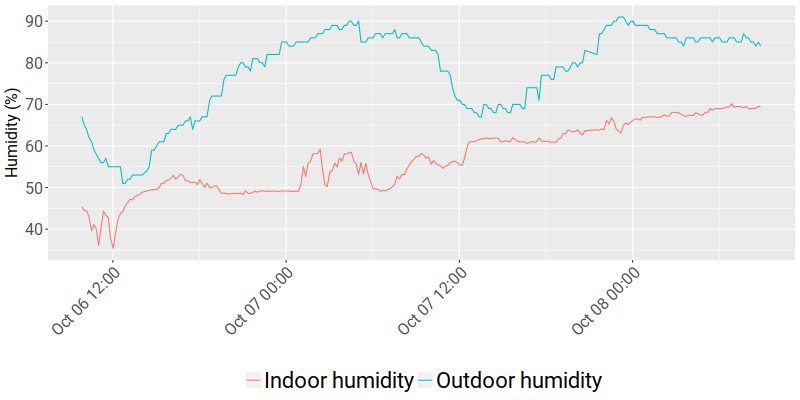 Humidity (%)
90
80
70
60
50
40
Oct 06 12:00
Oct 07 00:00
Oct 07 12:00
Oct 08 00:00
Indoor humidity
Outdoor humidity